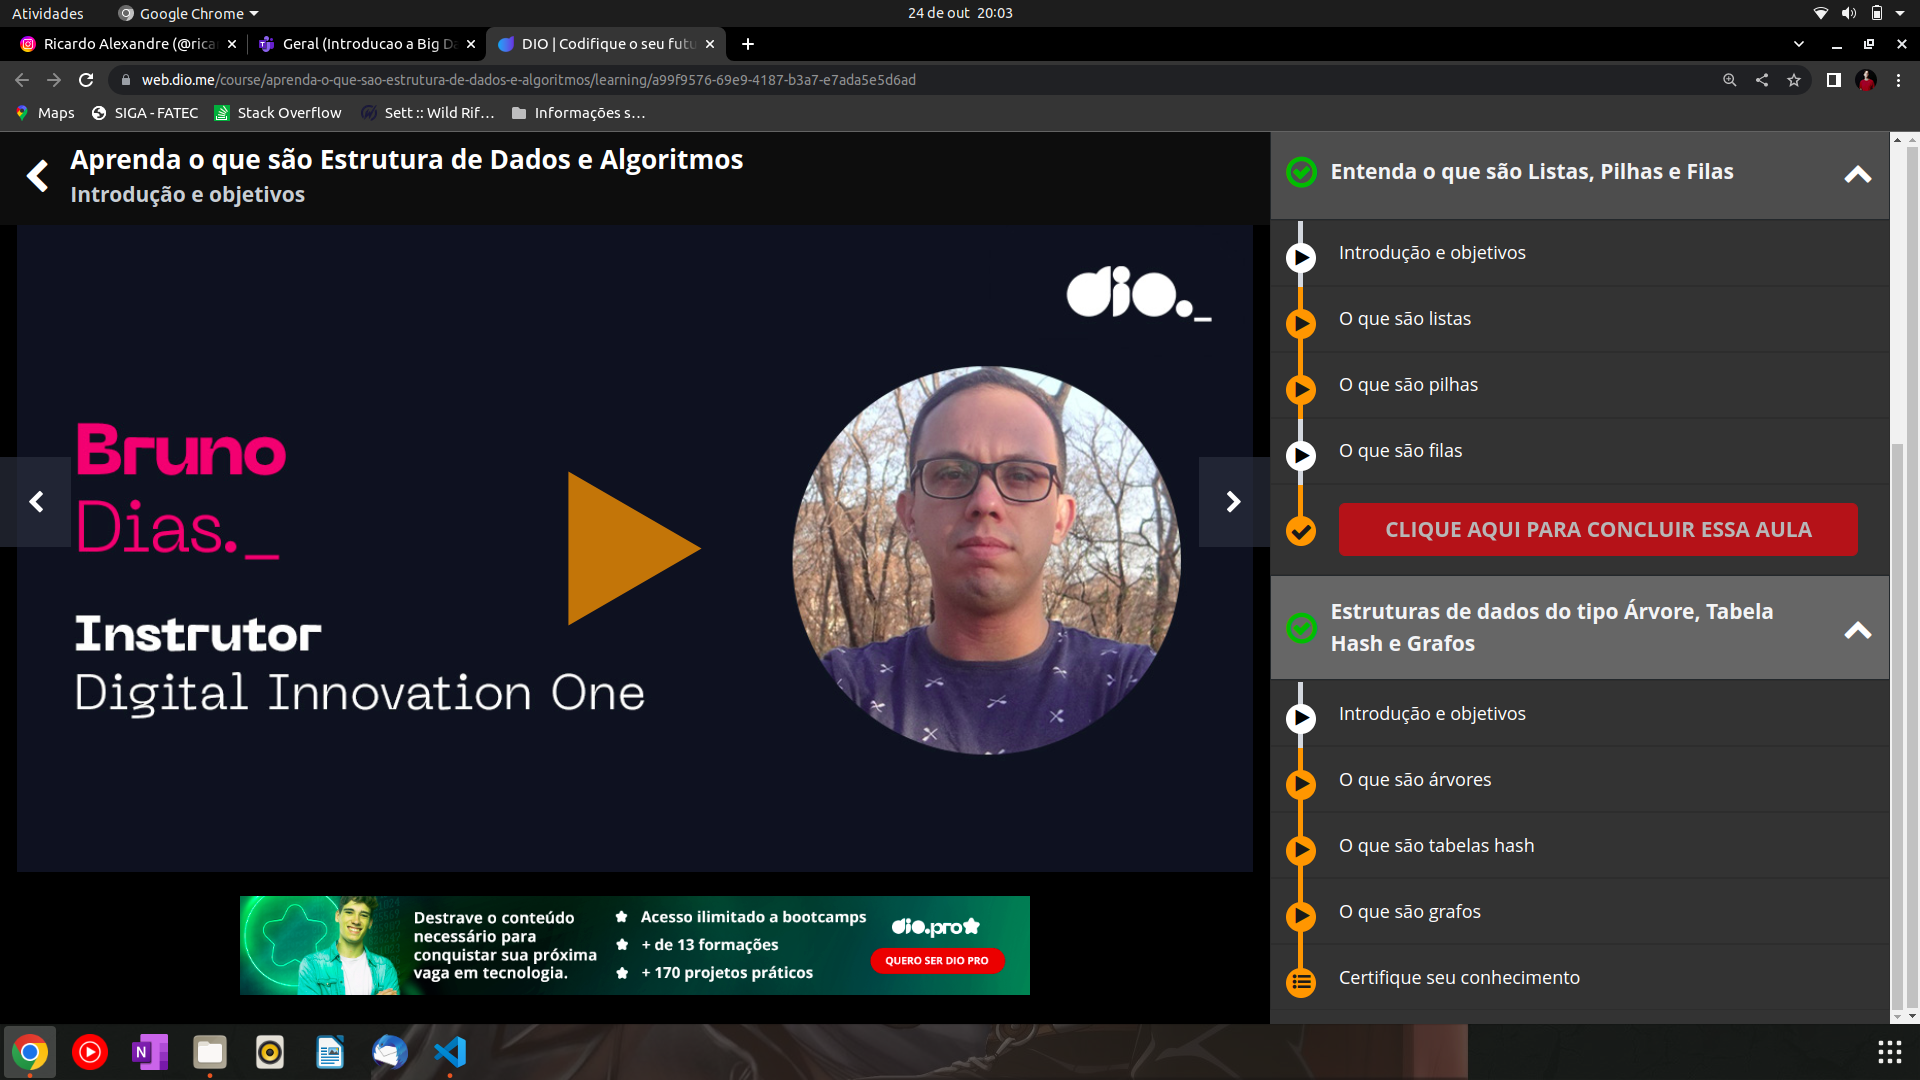 Atividades
Google Chrome
24 de out  20:03
Ricardo Alexandre (@rica
Geral (Introducao a Big Da
DIO | Codifique o seu futu
web.dio.me/course/aprenda-o-que-sao-estrutura-de-dados-e-algoritmos/learning/a99f9576-69e9-4187-b3a7-e7ada5e5d6ad
Maps
SIGA - FATEC
Stack Overflow
Sett :: Wild Rif…
Informações s…
Aprenda o que são Estrutura de Dados e Algoritmos
Introdução e objetivos
dio._
Bruno
Dias._
Instrutor
Digital Innovation One
Destrave o conteúdo
necessário para
conquistar sua próxima
vaga em tecnologia.
Acesso ilimitado a bootcamps
+ de 13 formações
+ 170 projetos práticos
dio.pro
QUERO SER DIO PRO
Entenda o que são Listas, Pilhas e Filas
Introdução e objetivos
O que são listas
O que são pilhas
O que são filas
CLIQUE AQUI PARA CONCLUIR ESSA AULA
Estruturas de dados do tipo Árvore, Tabela
Hash e Grafos
Introdução e objetivos
O que são árvores
O que são tabelas hash
O que são grafos
Certifique seu conhecimento
N